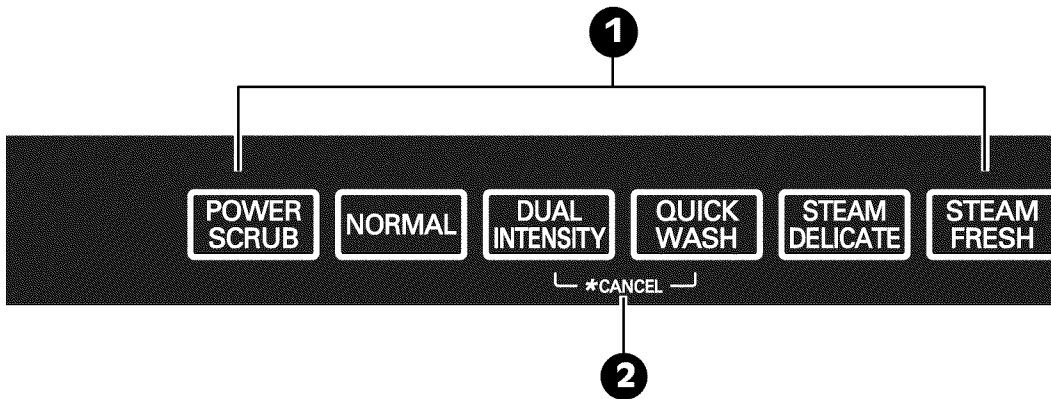 1
POWER
SCRUB
NORMAL
DUAL
INTENSITY
QUICK
WASH
STEAM
DELICATE
STEAM
FRESH
*CANCEL
2